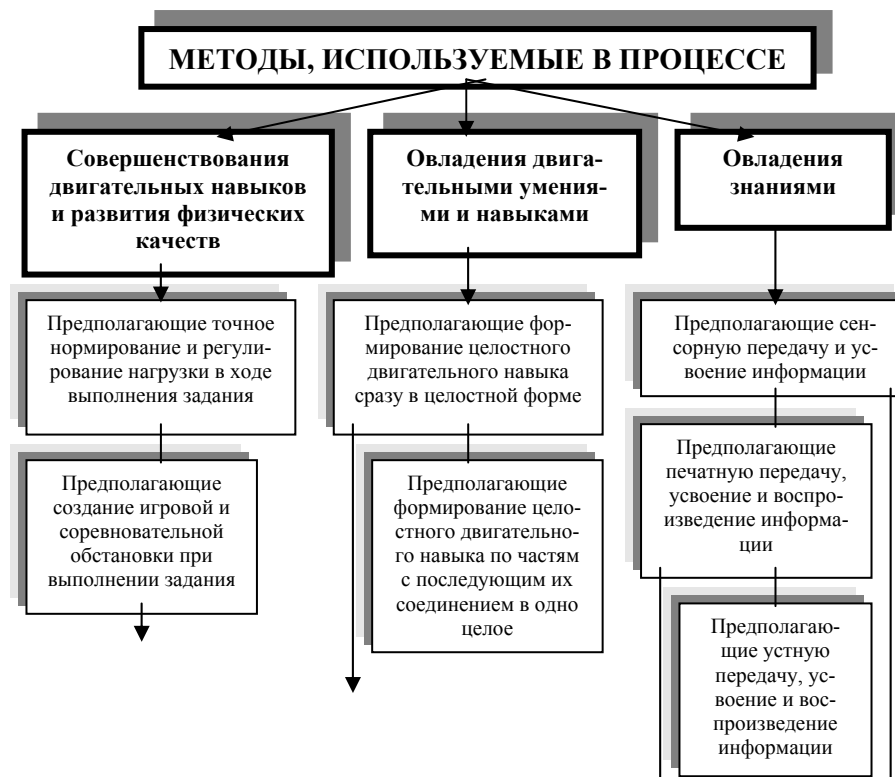 МЕТОДЫ, ИСПОЛЬЗУЕМЫЕ В ПРОЦЕССЕ
Совершенствования
двигательных навыков
и развития физических
качеств
Овладения двига-
тельными умения-
ми и навыками
Овладения
знаниями
Предполагающие точное
нормирование и регули-
рование нагрузки в ходе
выполнения задания
Предполагающие фор-
мирование целостного
двигательного навыка
сразу в целостной форме
Предполагающие сен-
сорную передачу и ус-
воение информации
Предполагающие
создание игровой и
соревновательной
обстановки при
выполнении задания
Предполагающие
формирование цело-
стного двигательно-
го навыка по частям
с последующим их
соединением в одно
целое
Предполагающие
печатную передачу,
усвоение и воспро-
изведение информа-
ции
Предполагаю-
щие устную
передачу, ус-
воение и вос-
произведение
информации